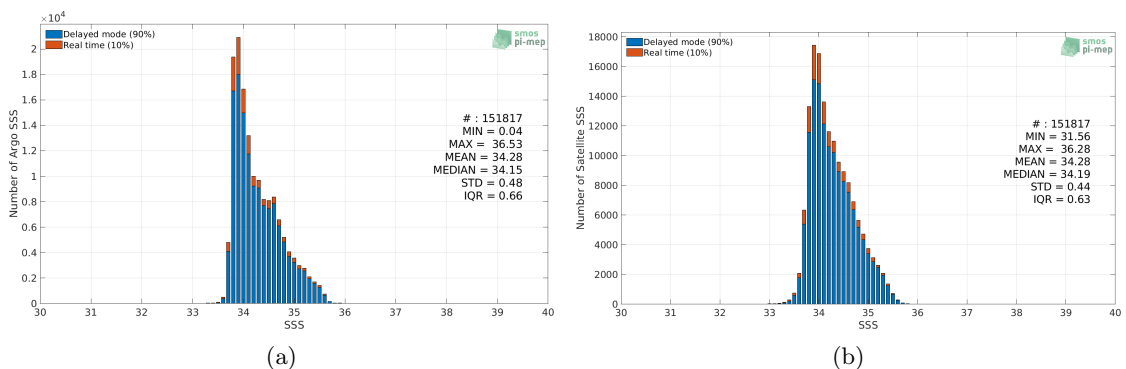 ×10⁴
Delayed mode (90%)
Real time (10%)
smos
pi-mep
2
1.8
1.6
1.4
1.2
1
0.8
0.6
0.4
0.2
0
Number of Argo SSS
# : 151817
MIN = 0.04
MAX = 36.53
MEAN = 34.28
MEDIAN = 34.15
STD = 0.48
IQR = 0.66
30 31 32 33 34 35 36 37 38 39 40
SSS
(a)
Delayed mode (90%)
Real time (10%)
smos
pi-mep
18000
16000
14000
12000
10000
8000
6000
4000
2000
0
Number of Satellite SSS
# : 151817
MIN = 31.56
MAX = 36.28
MEAN = 34.28
MEDIAN = 34.19
STD = 0.44
IQR = 0.63
30 31 32 33 34 35 36 37 38 39 40
SSS
(b)